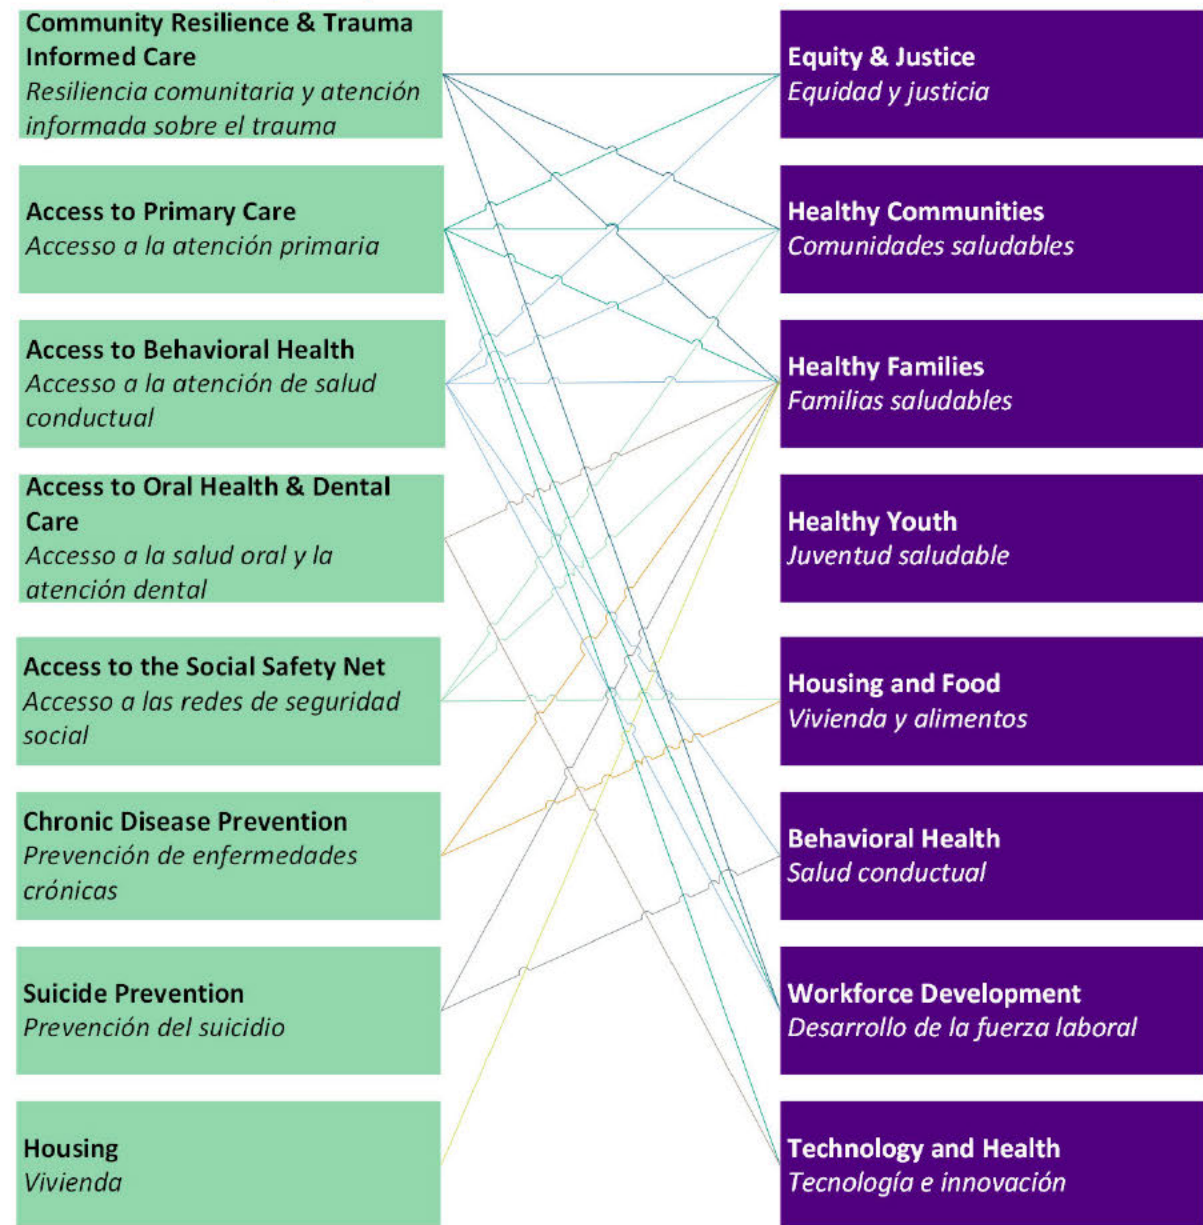 Community Resilience & Trauma
Informed Care
Resiliencia comunitaria y atención
informada sobre el trauma
Access to Primary Care
Accesso a la atención primaria
Access to Behavioral Health
Accesso a la atención de salud
conductual
Access to Oral Health & Dental
Care
Accesso a la salud oral y la
atención dental
Access to the Social Safety Net
Accesso a las redes de seguridad
social
Chronic Disease Prevention
Prevención de enfermedades
crónicas
Suicide Prevention
Prevención del suicidio
Housing
Vivienda
Equity & Justice
Equidad y justicia
Healthy Communities
Comunidades saludables
Healthy Families
Familias saludables
Healthy Youth
Juventud saludable
Housing and Food
Vivienda y alimentos
Behavioral Health
Salud conductual
Workforce Development
Desarrollo de la fuerza laboral
Technology and Health
Tecnología e innovación